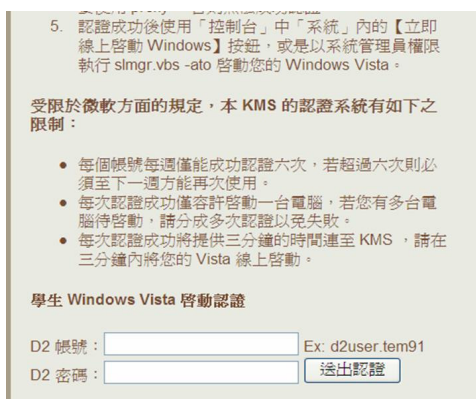 5. 認證成功後使用「控制台」中「系統」內的【立即
線上啓動 Windows】按鈕，或是以系統管理員權限
執行 slmgr.vbs -ato 啓動您的 Windows Vista。
受限於微軟方面的規定，本 KMS 的認證系統有如下之
限制：
● 每個帳號每週僅能成功認證六次，若超過六次則必
須至下一週方能再次使用。
● 每次認證成功僅容許啓動一台電腦，若您有多台電
腦待啓動，請分成多次認證以免失敗。
● 每次認證成功將提供三分鐘的時間連至 KMS ，請在
三分鐘內將您的 Vista 線上啓動。
學生 Windows Vista 啓動認證
D2 帳號： Ex: d2user.tem91
D2 密碼： 送出認證